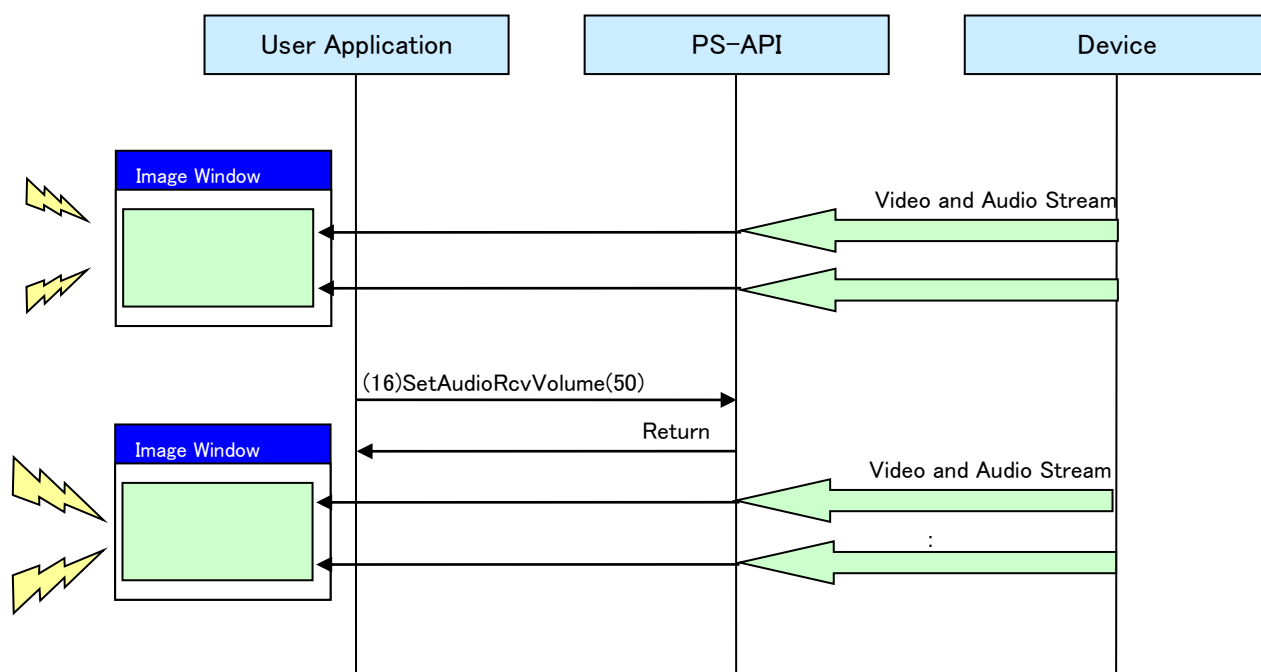 User Application
PS-API
Device
Image Window
Video and Audio Stream
(16)SetAudioRcvVolume(50)
Return
Image Window
Video and Audio Stream
: